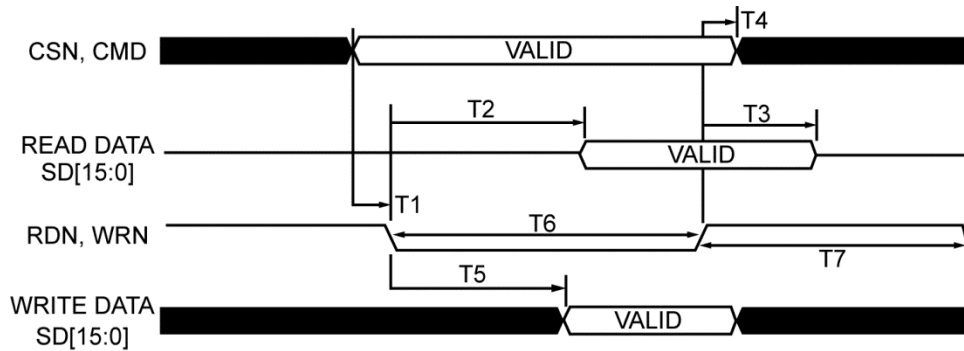 T4
CSN, CMD
VALID
T2
T3
READ DATA
SD[15:0]
VALID
T1
RDN, WRN
T6
T7
T5
WRITE DATA
SD[15:0]
VALID